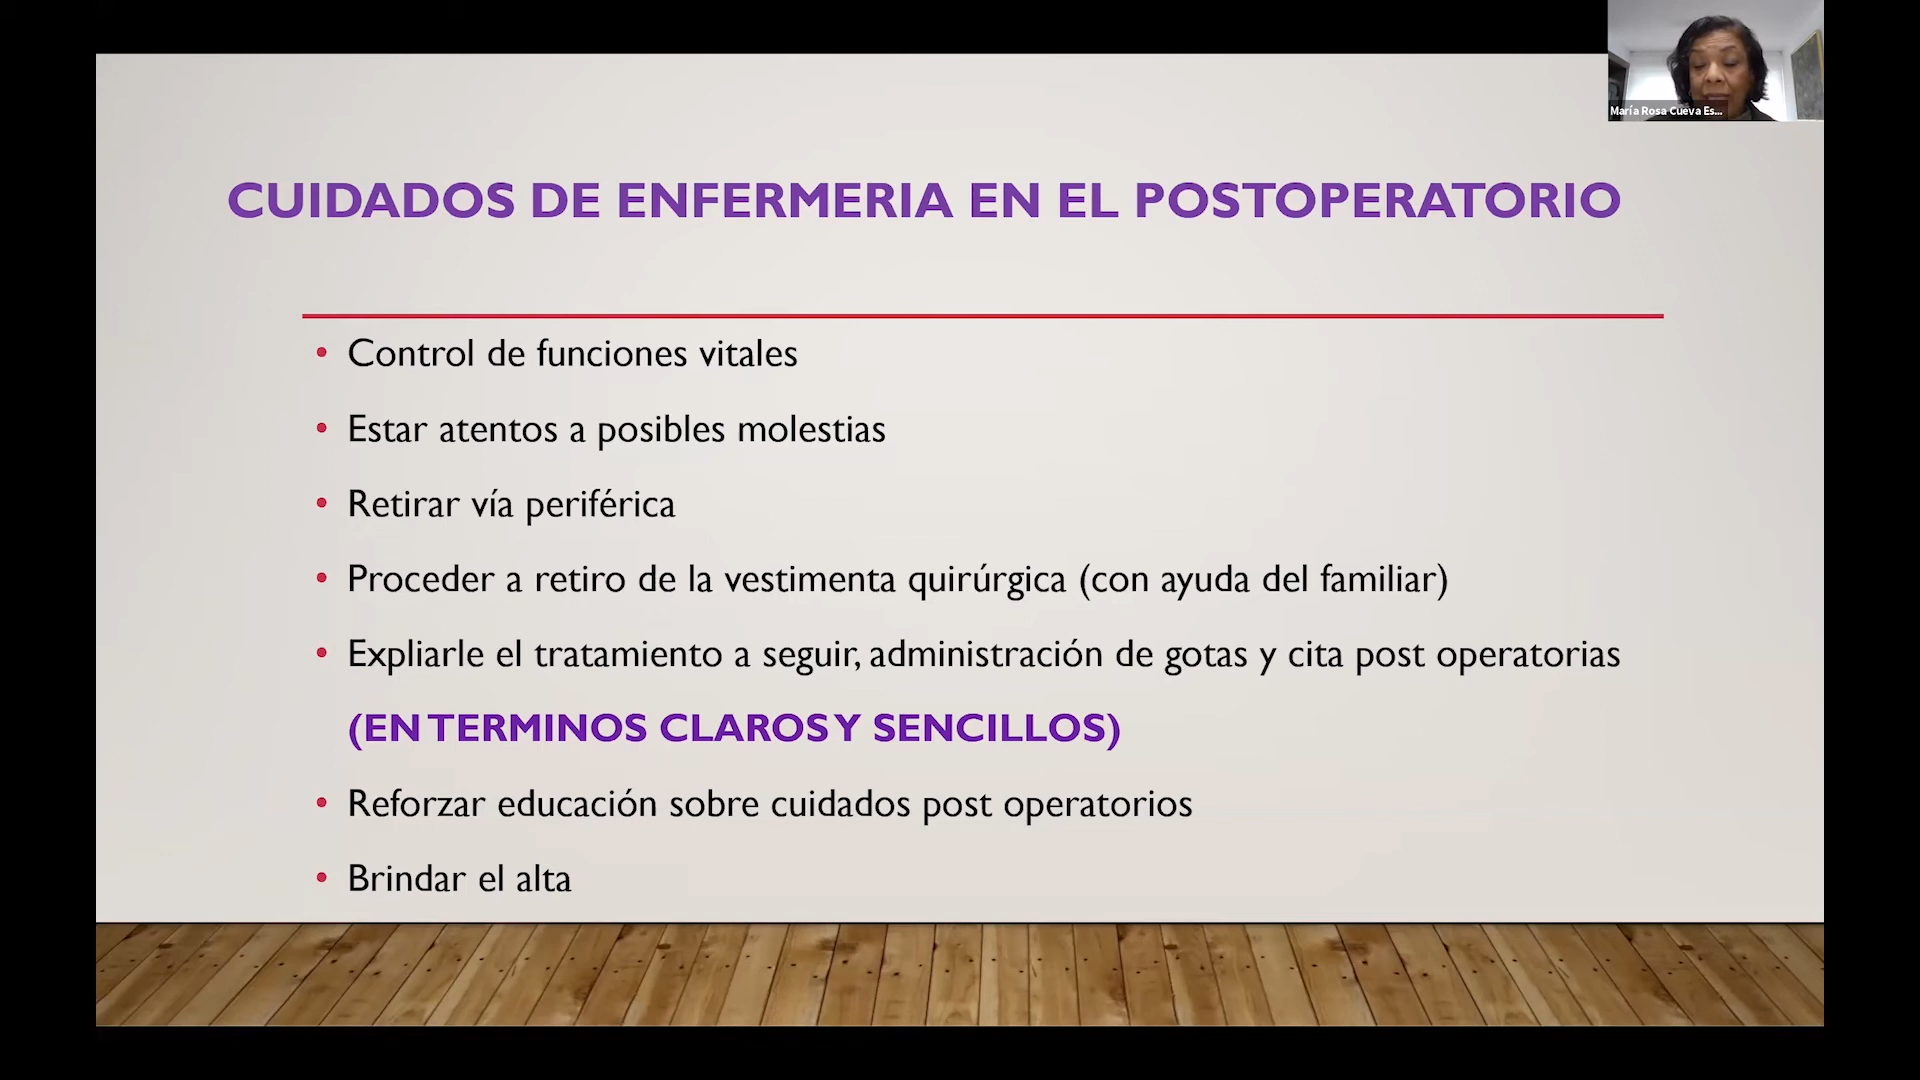 María Rosa Cueva Es...
CUIDADOS DE ENFERMERIA EN EL POSTOPERATORIO
• Control de funciones vitales
• Estar atentos a posibles molestias
• Retirar vía periférica
• Proceder a retiro de la vestimenta quirúrgica (con ayuda del familiar)
• Expliarle el tratamiento a seguir, administración de gotas y cita post operatorias
(EN TERMINOS CLAROS Y SENCILLOS)
• Reforzar educación sobre cuidados post operatorios
• Brindar el alta